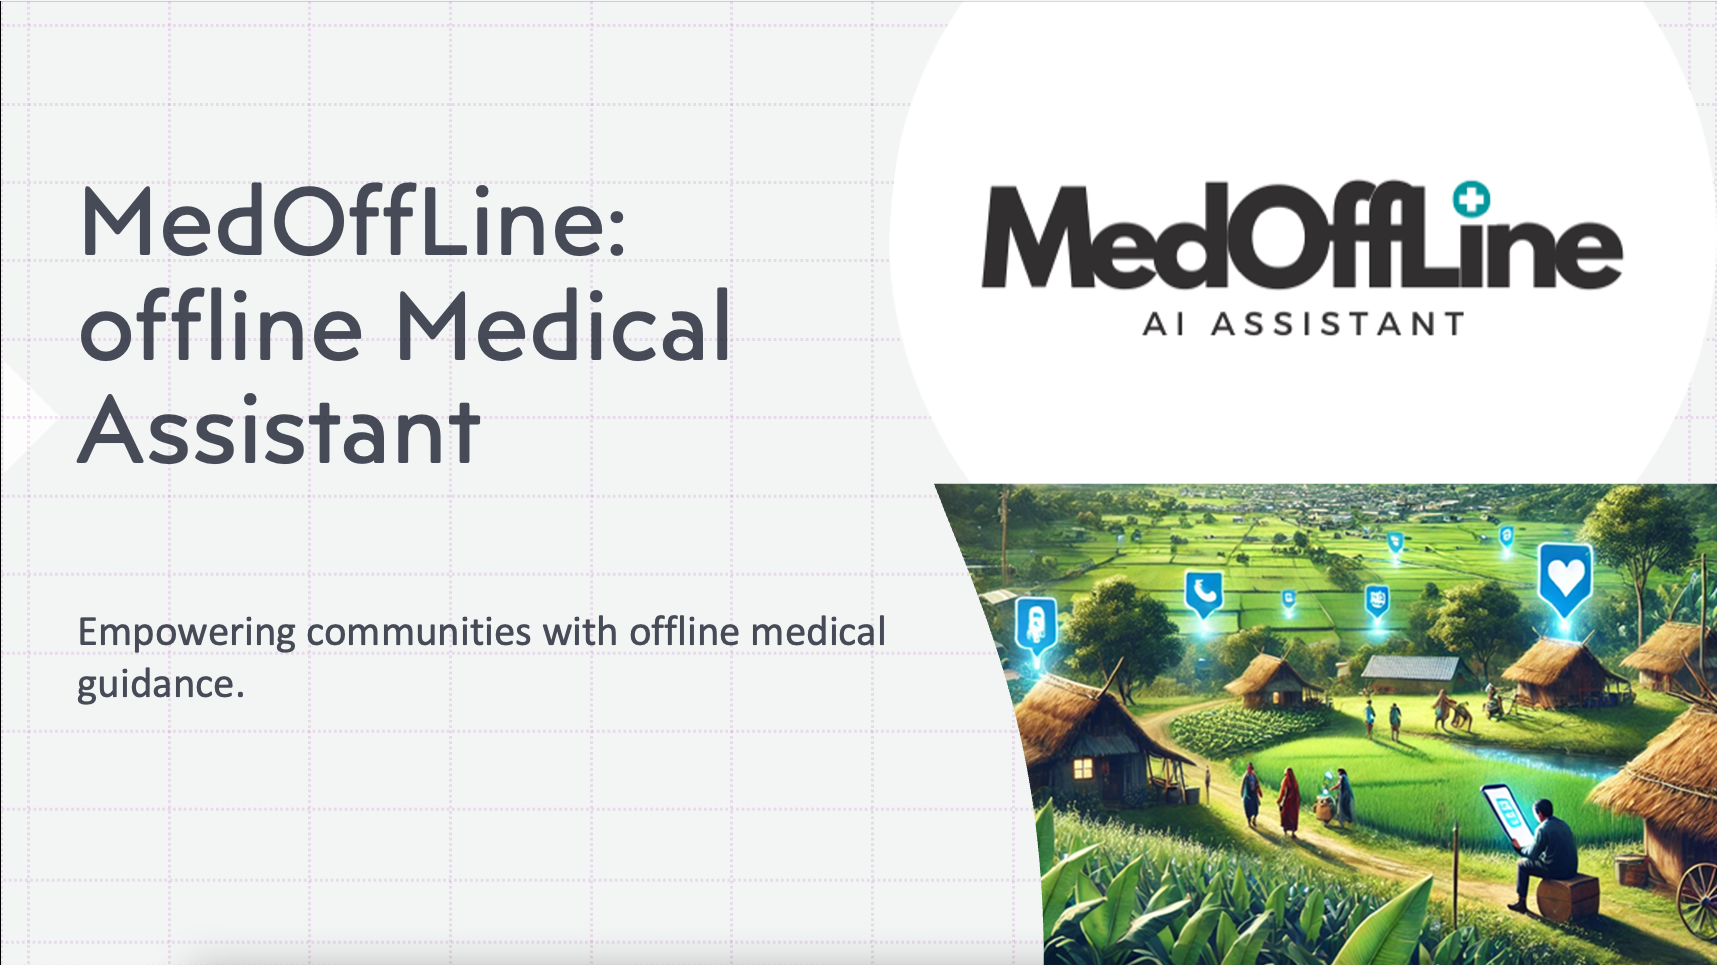 MedOffLine:
offline Medical
Assistant
Empowering communities with offline medical
guidance.
MedOffLine
AI ASSISTANT